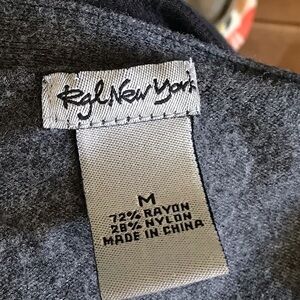 Rgl New York
M
72% RAYON
28% NYLON
MADE IN CHINA